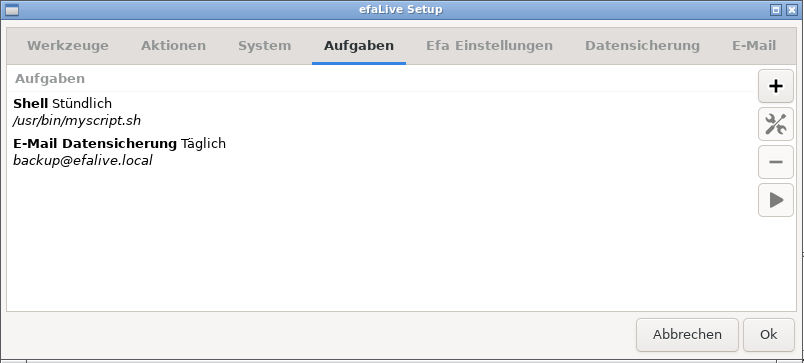 efaLive Setup
Werkzeuge Aktionen System Aufgaben Efa Einstellungen Datensicherung E-Mail
Aufgaben
Shell Stündlich
/usr/bin/myscript.sh
E-Mail Datensicherung Täglich
backup@efalive.local
Abbrechen Ok